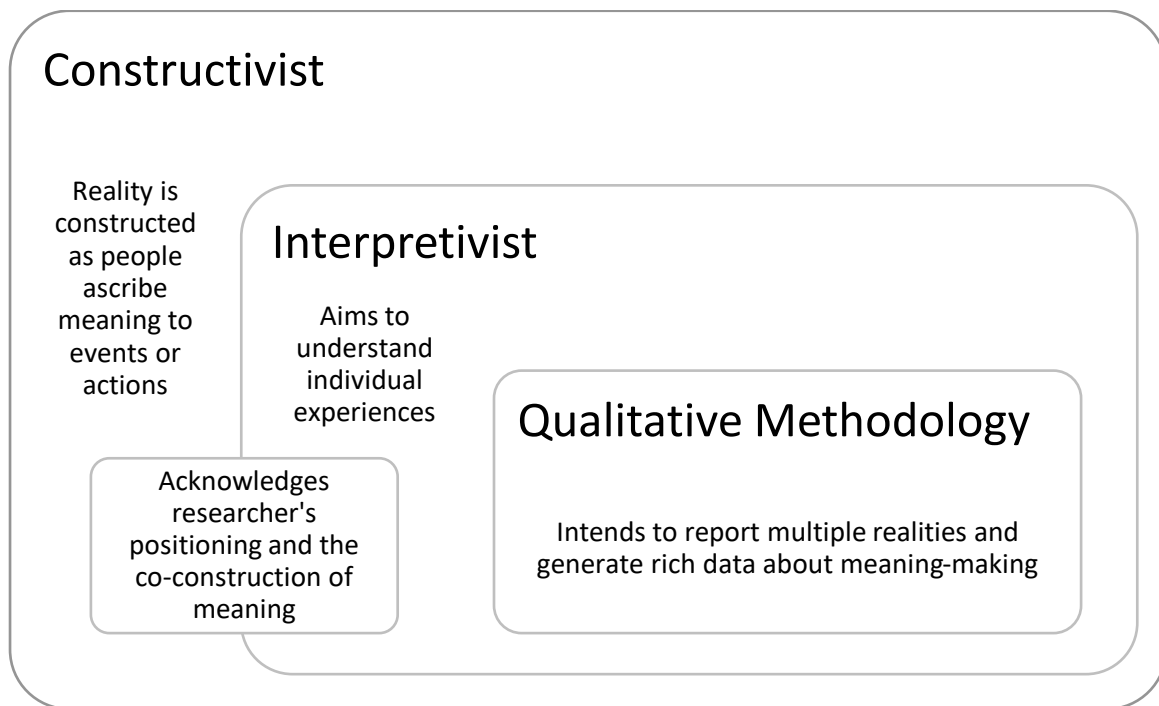 Constructivist
Reality is
constructed
as people
ascribe
meaning to
events or
actions
Interpretivist
Aims to
understand
individual
experiences
Acknowledges
researcher's
positioning and the
co-construction of
meaning
Qualitative Methodology
Intends to report multiple realities and
generate rich data about meaning-making